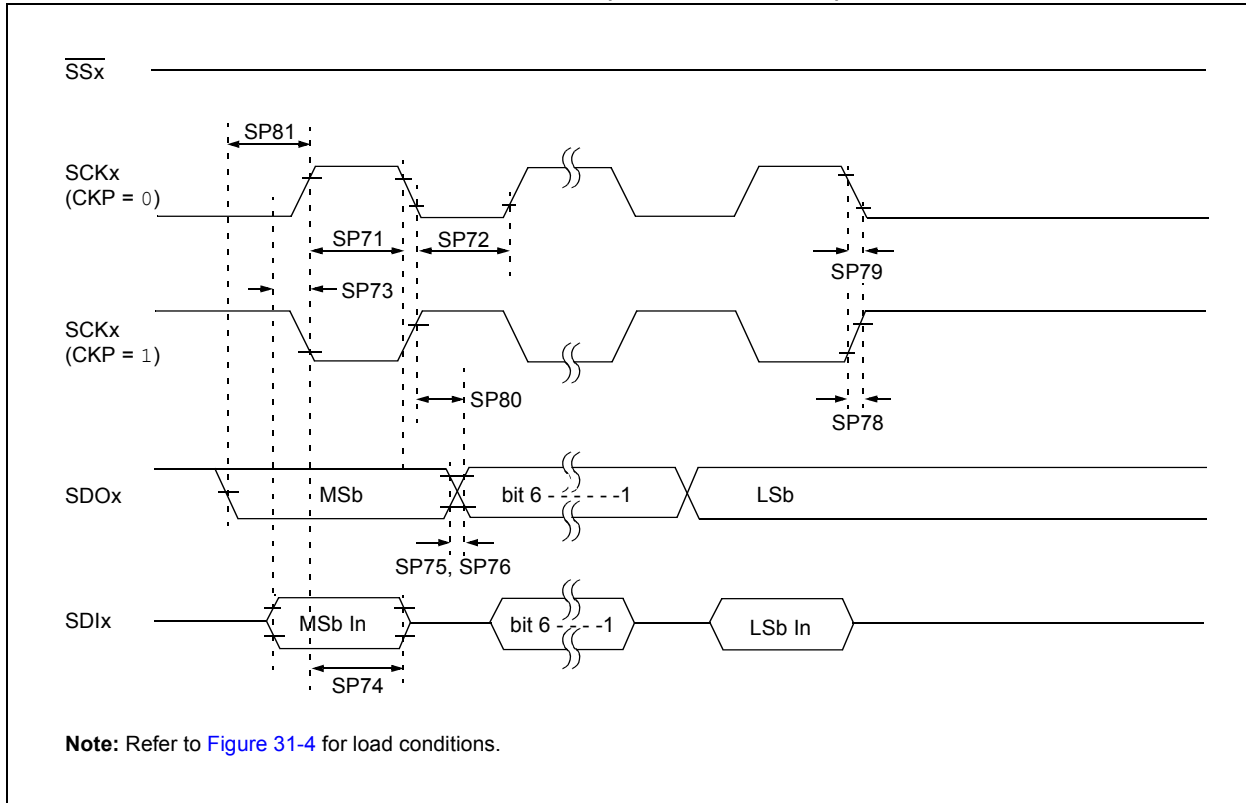 SSx
SP81
SCKx
(CKP = 0)
SP71
SP72
SP79
SP73
SCKx
(CKP = 1)
SP80
SP78
SDOx
MSb
bit 6 - - - - - -1
LSb
SP75, SP76
SDIx
MSb In
bit 6 - - - -1
LSb In
SP74
Note: Refer to Figure 31-4 for load conditions.